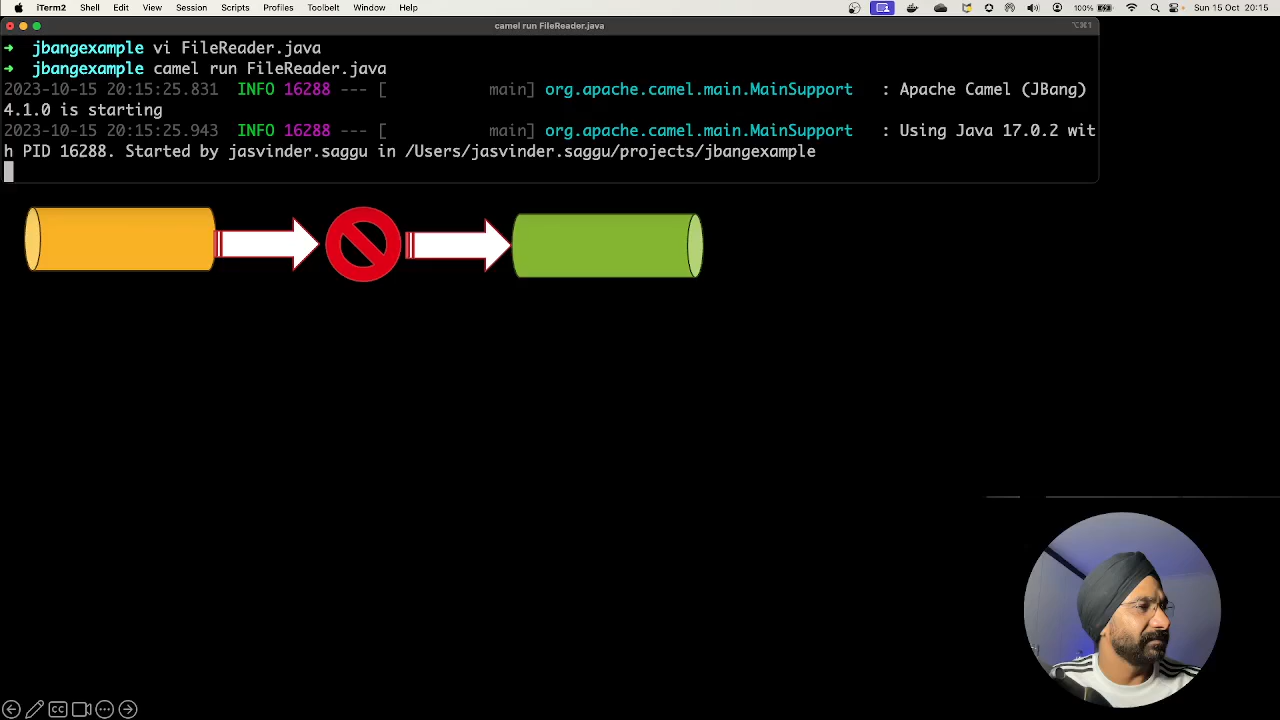 iTerm2 Shell Edit View Session Scripts Profiles Toolbelt Window Help 100% Sun 15 Oct 20:15
camel run FileReader.java ⌥⌘1
➜ jbangexample vi FileReader.java
➜ jbangexample camel run FileReader.java
2023-10-15 20:15:25.831 INFO 16288 --- [ main] org.apache.camel.main.MainSupport : Apache Camel (JBang)
4.1.0 is starting
2023-10-15 20:15:25.943 INFO 16288 --- [ main] org.apache.camel.main.MainSupport : Using Java 17.0.2 wit
h PID 16288. Started by jasvinder.saggu in /Users/jasvinder.saggu/projects/jbangexample
CC